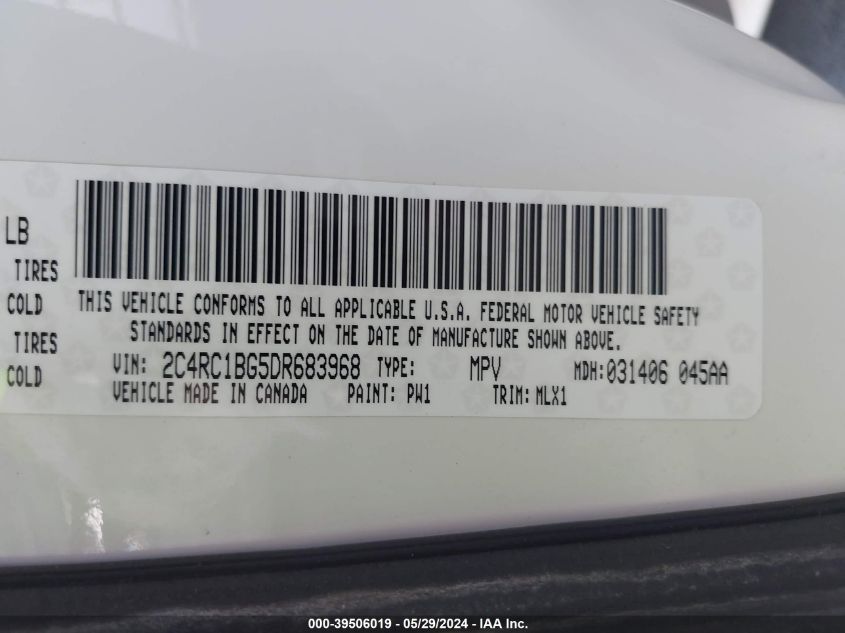 LB
TIRES
COLD
TIRES
COLD
THIS VEHICLE CONFORMS TO ALL APPLICABLE U.S.A. FEDERAL MOTOR VEHICLE SAFETY
STANDARDS IN EFFECT ON THE DATE OF MANUFACTURE SHOWN ABOVE.
VIN: 2C4RC1BG5DR683968 TYPE: MPV MDH:031406 045AA
VEHICLE MADE IN CANADA PAINT: PW1 TRIM: MLX1
000-39506019 - 05/29/2024 - IAA Inc.